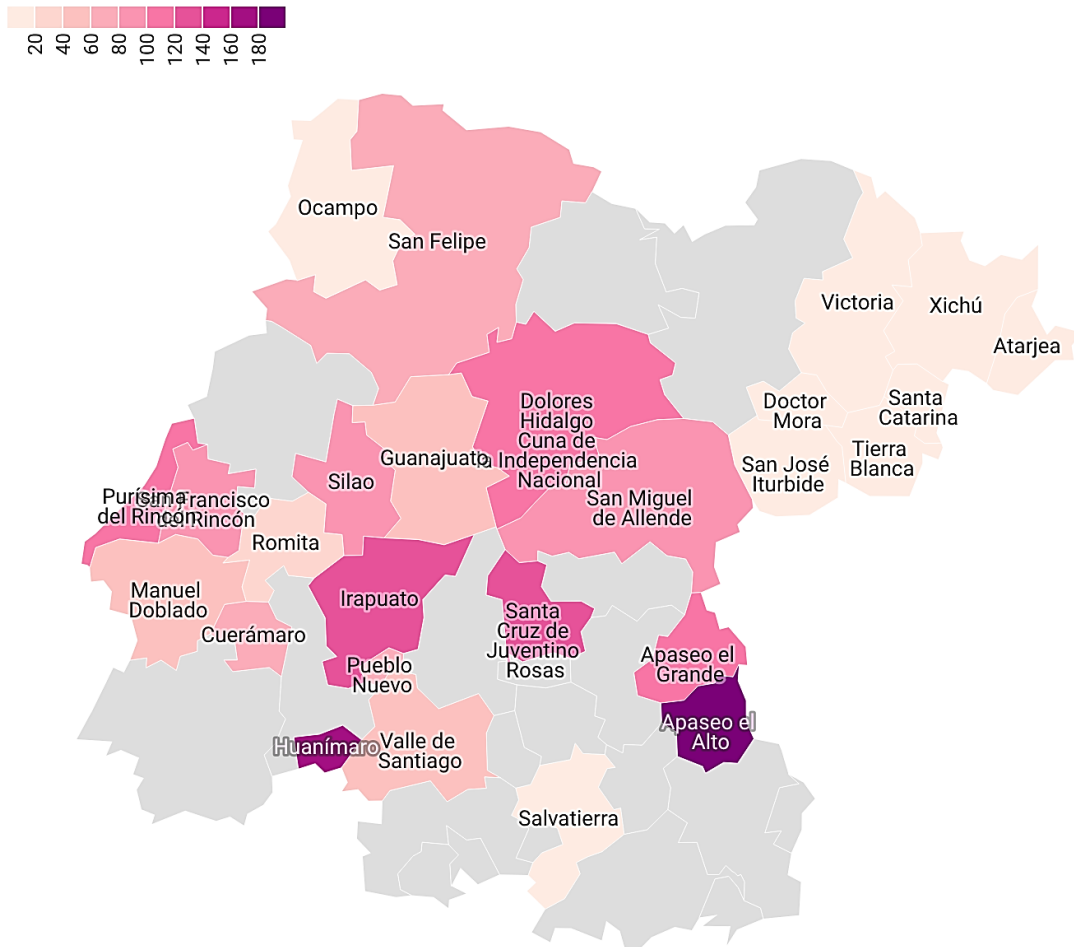 20 40 60 80 100 120 140 160 180
Ocampo
San Felipe
Victoria
Xichú
Atarjea
Dolores
Hidalgo
Cuna de
la Independencia
Nacional
Doctor
Mora
Santa
Catarina
Guanajuato
Tierra
Blanca
San José
Iturbide
Silao
San Miguel
de Allende
Purísima
del Rincón
San Francisco
del Rincón
Romita
Manuel
Doblado
Irapuato
Cuerámaro
Santa
Cruz de
Juventino
Rosas
Pueblo
Nuevo
Apaseo el
Grande
Apaseo el
Alto
Huanímaro
Valle de
Santiago
Salvatierra